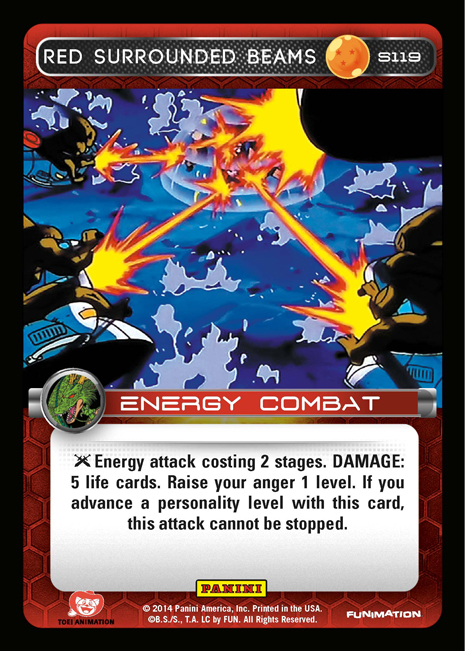 RED SURROUNDED BEAMS S119
ENERGY COMBAT
Energy attack costing 2 stages. DAMAGE:
5 life cards. Raise your anger 1 level. If you
advance a personality level with this card,
this attack cannot be stopped.
PANINI
TOEI ANIMATION
© 2014 Panini America, Inc. Printed in the USA.
©B.S./S., T.A. LC by FUN. All Rights Reserved.
FUNIMATION